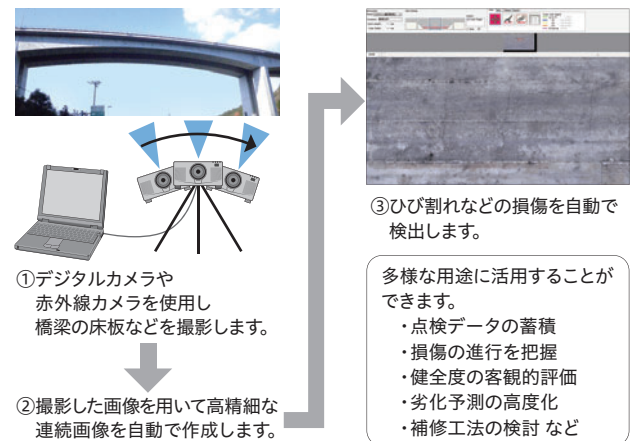 ①デジタルカメラや
赤外線カメラを使用し
橋梁の床板などを撮影します。
②撮影した画像を用いて高精細な
連続画像を自動で作成します。
③ひび割れなどの損傷を自動で
検出します。
多様な用途に活用することが
できます。
・点検データの蓄積
・損傷の進行を把握
・健全度の客観的評価
・劣化予測の高度化
・補修工法の検討 など